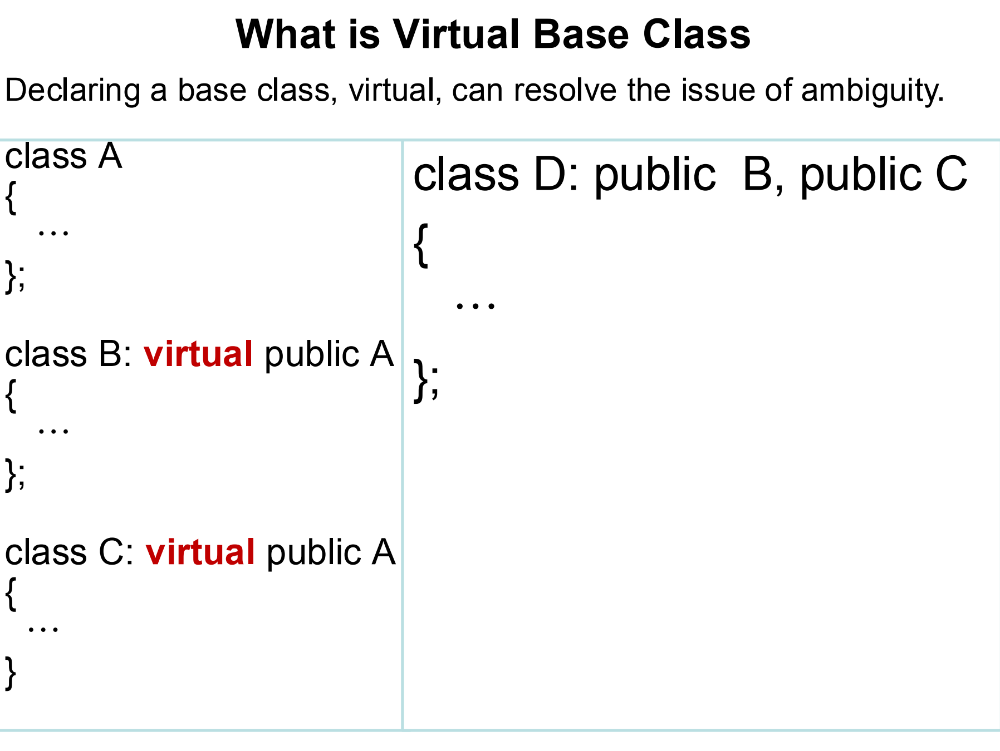 What is Virtual Base Class
Declaring a base class, virtual, can resolve the issue of ambiguity.
class A
{
…
};
class B: virtual public A
{
…
};
class C: virtual public A
{
…
}
class D: public  B, public C
{
…
};